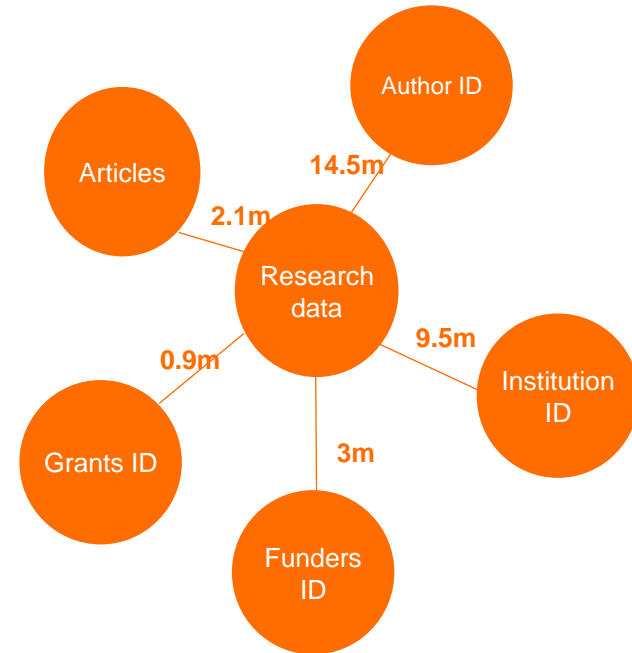 Author ID
14.5m
Articles
2.1m
Research
data
9.5m
0.9m
Institution
ID
Grants ID
3m
Funders
ID